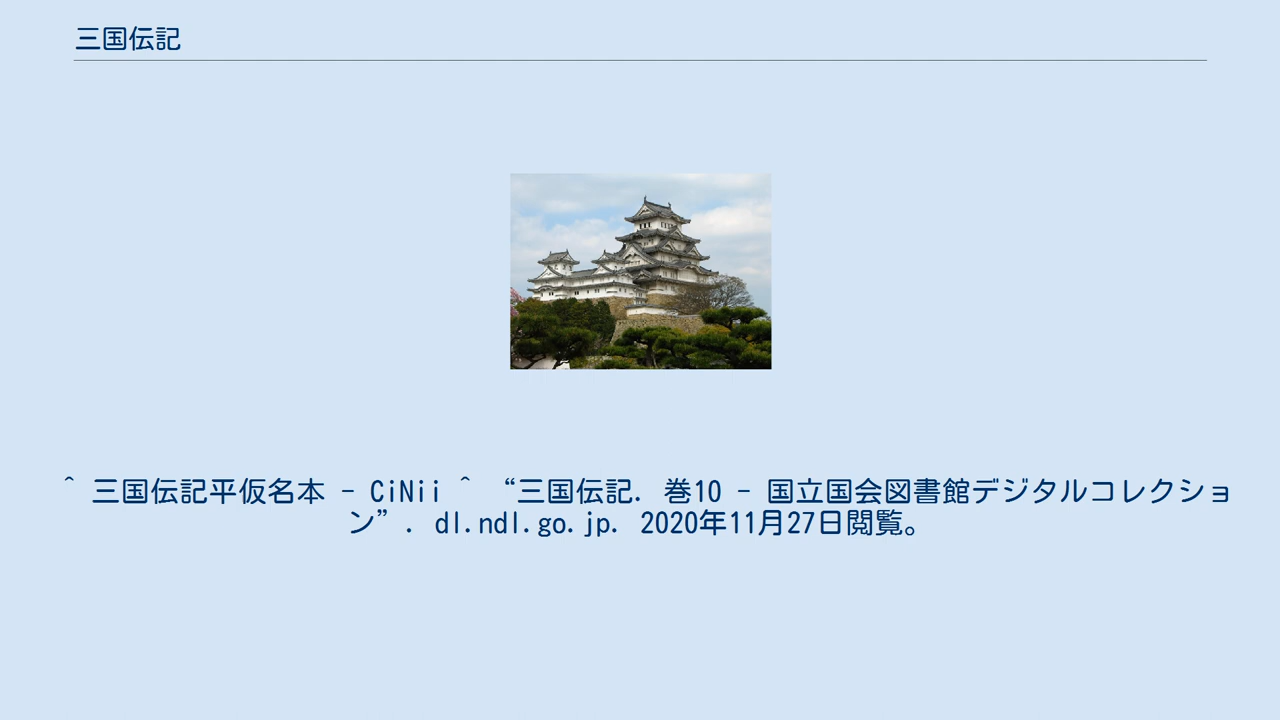 三国伝記
^ 三国伝記平仮名本 - CiNii ^ “三国伝記. 巻10 - 国立国会図書館デジタルコレクショ
ン”. dl.ndl.go.jp. 2020年11月27日閲覧。